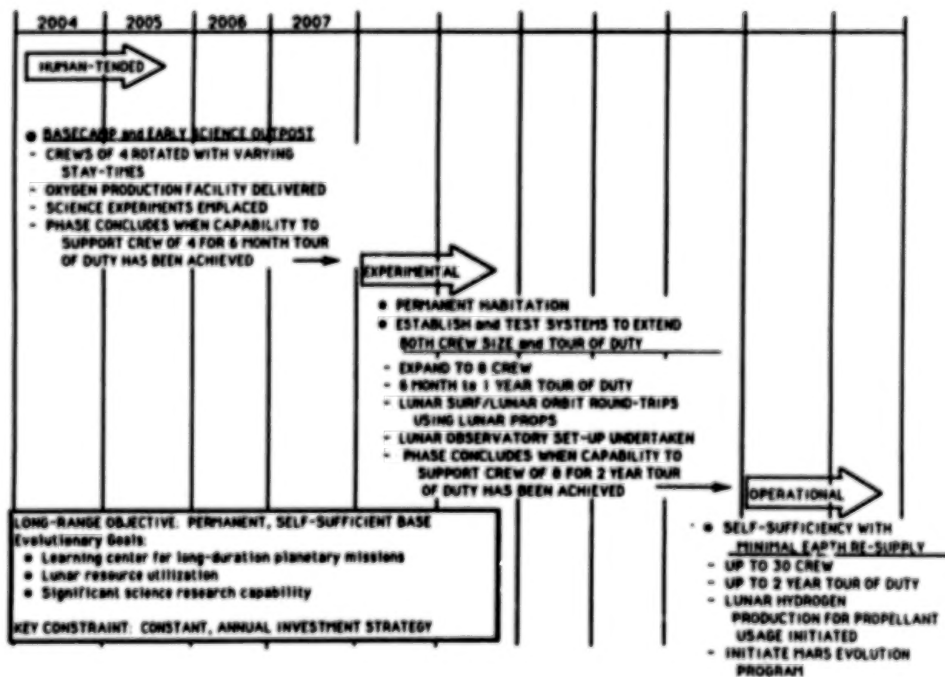 2004 2005 2006 2007
HUMAN-TENDED
● BASECAMP and EARLY SCIENCE OUTPOST
- CREWS OF 4 ROTATED WITH VARYING
STAY-TIMES
- OXYGEN PRODUCTION FACILITY DELIVERED
- SCIENCE EXPERIMENTS EMPLACED
- PHASE CONCLUDES WHEN CAPABILITY TO
SUPPORT CREW OF 4 FOR 6 MONTH TOUR
OF DUTY HAS BEEN ACHIEVED
EXPERIMENTAL
● PERMANENT HABITATION
● ESTABLISH and TEST SYSTEMS TO EXTEND
BOTH CREW SIZE and TOUR OF DUTY
- EXPAND TO 8 CREW
- 6 MONTH to 1 YEAR TOUR OF DUTY
- LUNAR SURF/LUNAR ORBIT ROUND-TRIPS
USING LUNAR PROPS
- LUNAR OBSERVATORY SET-UP UNDERTAKEN
- PHASE CONCLUDES WHEN CAPABILITY TO
SUPPORT CREW OF 8 FOR 2 YEAR TOUR
OF DUTY HAS BEEN ACHIEVED
OPERATIONAL
● SELF-SUFFICIENCY WITH
MINIMAL EARTH RE-SUPPLY
- UP TO 30 CREW
- UP TO 2 YEAR TOUR OF DUTY
- LUNAR HYDROGEN
PRODUCTION FOR PROPELLANT
USAGE INITIATED
- INITIATE MARS EVOLUTION
PROGRAM
LONG-RANGE OBJECTIVE: PERMANENT, SELF-SUFFICIENT BASE
Evolutionary Goals:
● Learning center for long-duration planetary missions
● Lunar resource utilization
● Significant science research capability
KEY CONSTRAINT: CONSTANT, ANNUAL INVESTMENT STRATEGY